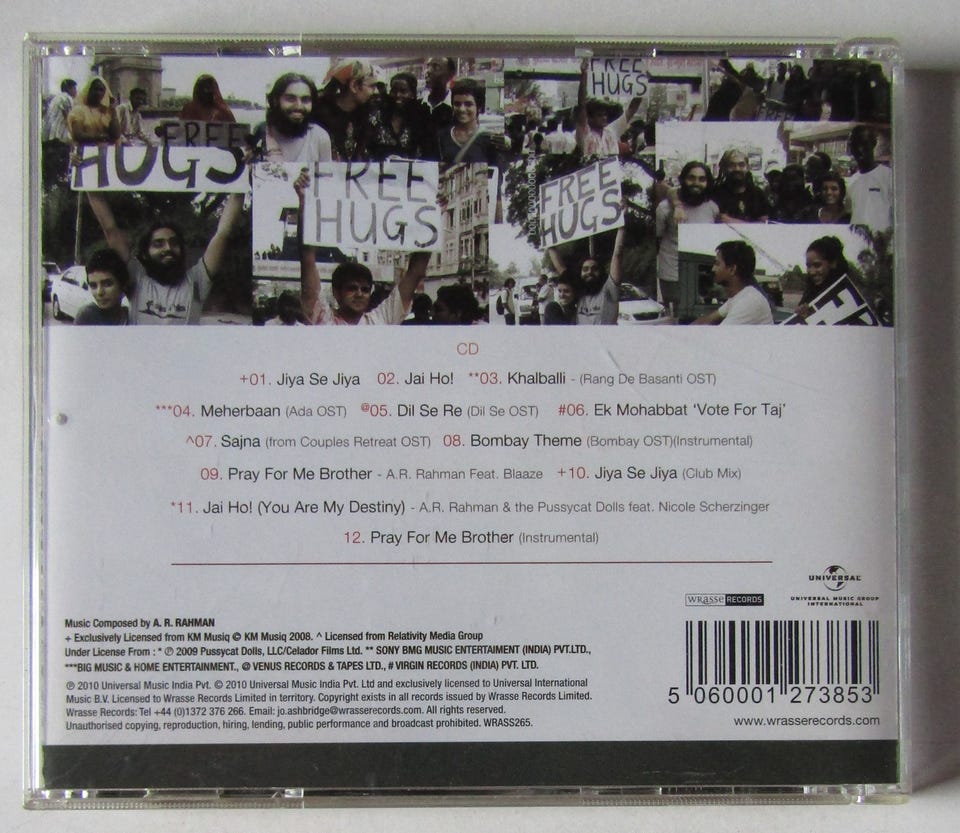 FREE
HUGS
FREE
HUGS
FREE
HUGS
FREE
HUGS
FREE
CD
+01. Jiya Se Jiya 02. Jai Ho! **03. Khalballi - (Rang De Basanti OST)
***04. Meherbaan (Ada OST) @05. Dil Se Re (Dil Se OST) #06. Ek Mohabbat ‘Vote For Taj’
^07. Sajna (from Couples Retreat OST) 08. Bombay Theme (Bombay OST)(Instrumental)
09. Pray For Me Brother - A.R. Rahman Feat. Blaaze +10. Jiya Se Jiya (Club Mix)
*11. Jai Ho! (You Are My Destiny) - A.R. Rahman & the Pussycat Dolls feat. Nicole Scherzinger
12. Pray For Me Brother (Instrumental)
wrasse RECORDS
UNIVERSAL
UNIVERSAL MUSIC GROUP
INTERNATIONAL
Music Composed by A. R. RAHMAN
+ Exclusively Licensed from KM Musiq © KM Musiq 2008. ^ Licensed from Relativity Media Group
Under License From : * ℗ 2009 Pussycat Dolls, LLC/Celador Films Ltd. ** SONY BMG MUSIC ENTERTAIMENT (INDIA) PVT.LTD.,
***BIG MUSIC & HOME ENTERTAINMENT., @ VENUS RECORDS & TAPES LTD., # VIRGIN RECORDS (INDIA) PVT. LTD.
℗ 2010 Universal Music India Pvt. © 2010 Universal Music India Pvt. Ltd and exclusively licensed to Universal International
Music B.V. Licensed to Wrasse Records Limited in territory. Copyright exists in all records issued by Wrasse Records Limited.
Wrasse Records: Tel +44 (0)1372 376 266. Email: jo.ashbridge@wrasserecords.com. All rights reserved.
Unauthorised copying, reproduction, hiring, lending, public performance and broadcast prohibited. WRASS265.
5 060001 273853
www.wrasserecords.com